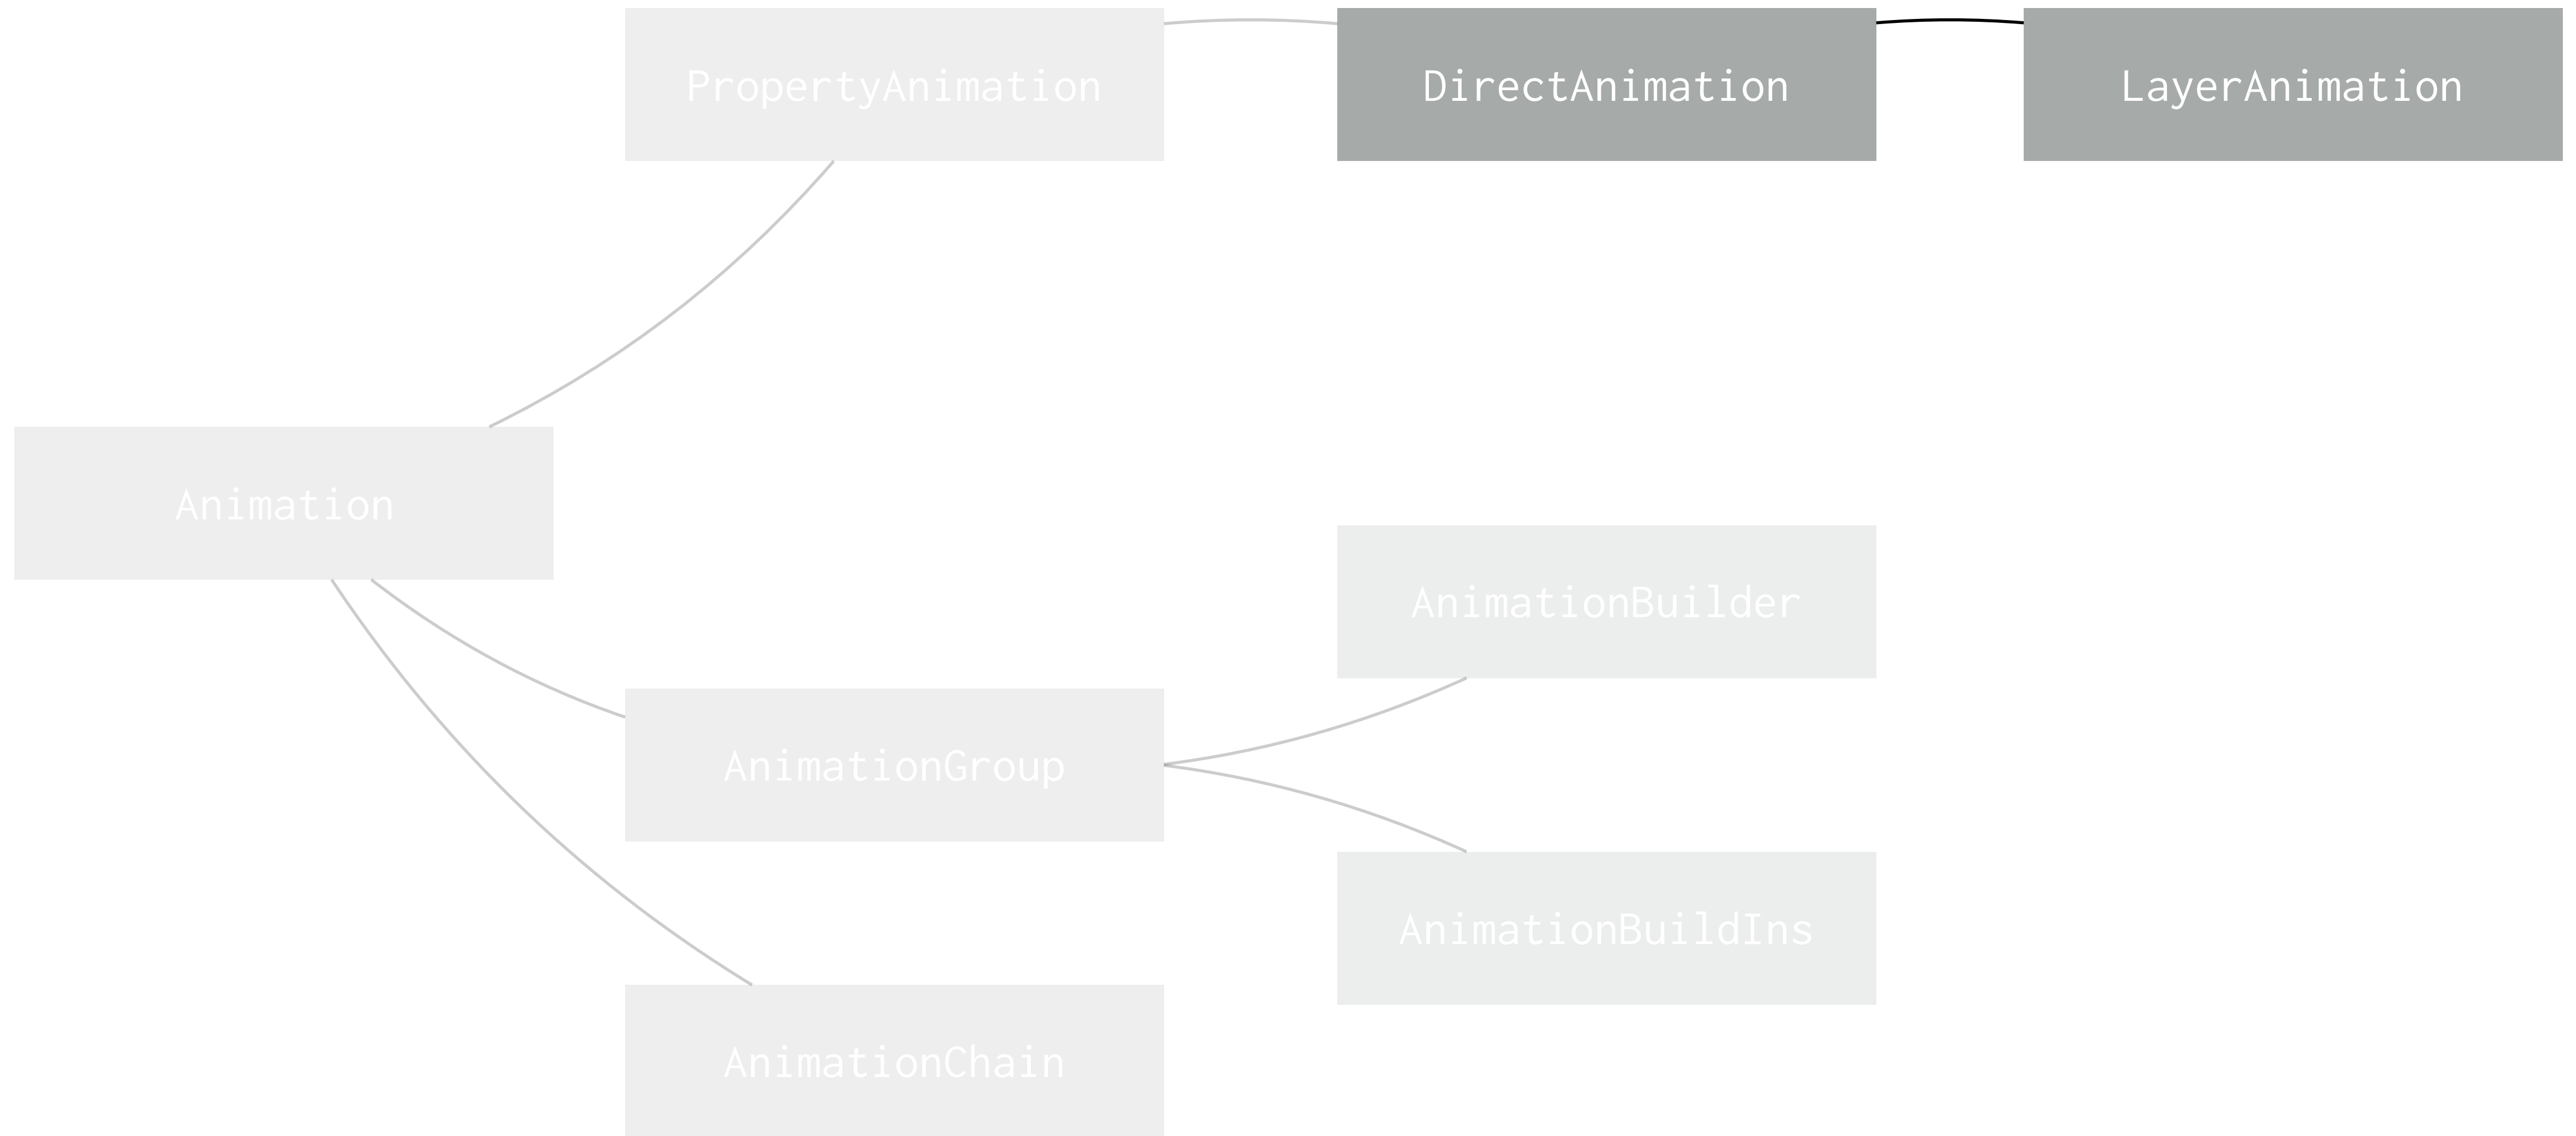 PropertyAnimation
DirectAnimation
LayerAnimation
Animation
AnimationBuilder
AnimationGroup
AnimationBuildIns
AnimationChain